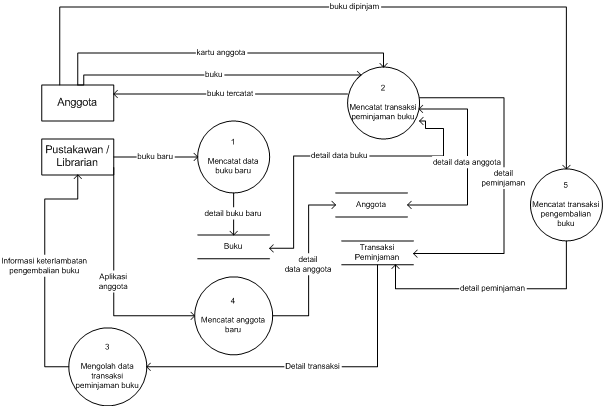 buku dipinjam
kartu anggota
buku
buku tercatat
Anggota
2
Mencatat transaksi
peminjaman buku
Pustakawan /
Librarian
buku baru
1
Mencatat data
buku baru
detail data buku
detail data anggota
detail
peminjaman
5
Mencatat transaksi
pengembalian
buku
detail buku baru
Anggota
Buku
Transaksi
Peminjaman
Informasi keterlambatan
pengembalian buku
Aplikasi
anggota
detail
data anggota
detail peminjaman
4
Mencatat anggota
baru
3
Mengolah data
transaksi
peminjaman buku
Detail transaksi